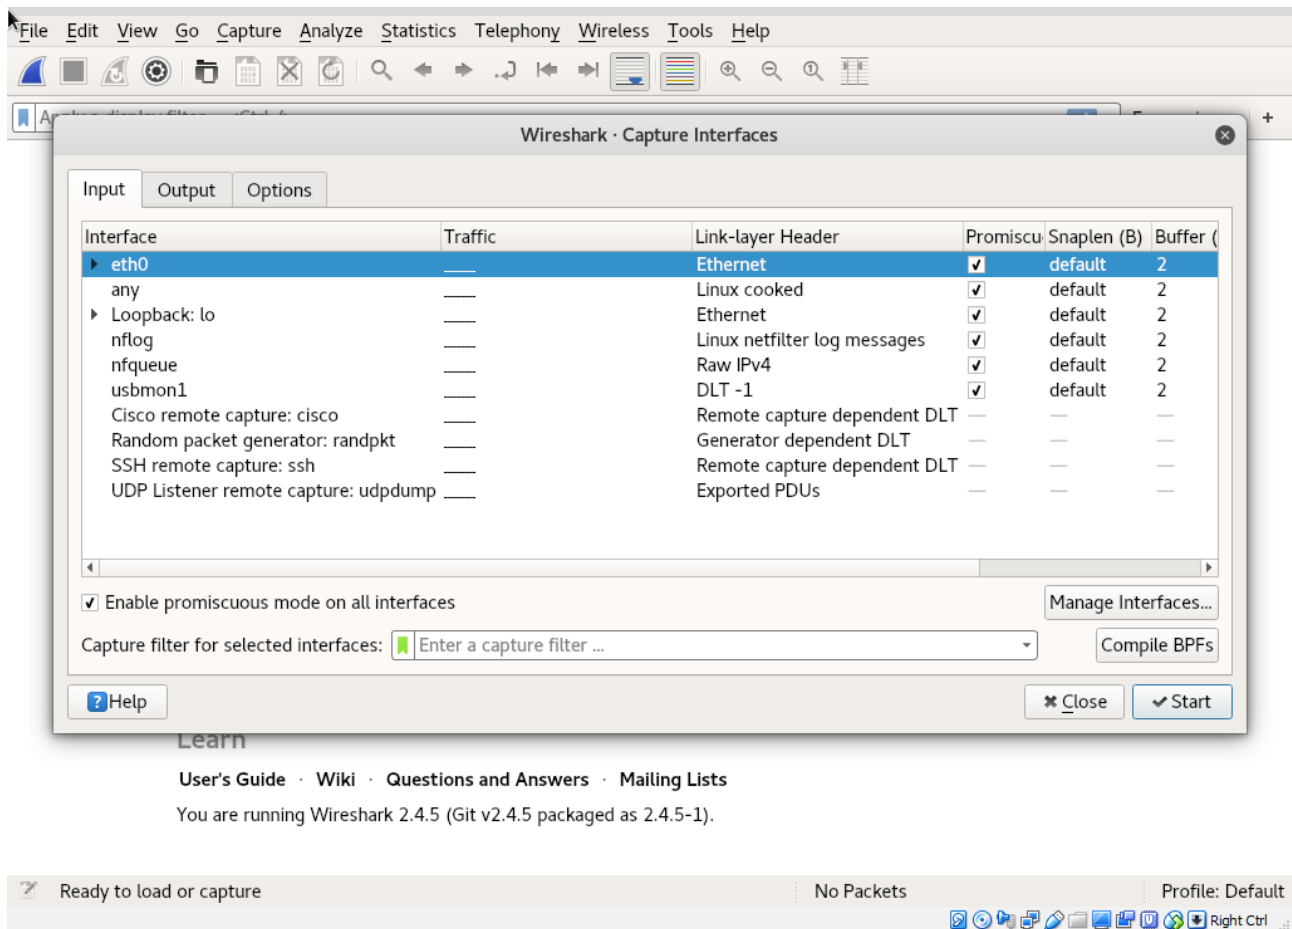 File Edit View Go Capture Analyze Statistics Telephony Wireless Tools Help
Wireshark · Capture Interfaces
Input Output Options
Interface Traffic Link-layer Header Promiscu Snaplen (B) Buffer (
eth0 Ethernet default 2
any Linux cooked default 2
Loopback: lo Ethernet default 2
nflog Linux netfilter log messages default 2
nfqueue Raw IPv4 default 2
usbmon1 DLT -1 default 2
Cisco remote capture: cisco Remote capture dependent DLT — — —
Random packet generator: randpkt Generator dependent DLT — — —
SSH remote capture: ssh Remote capture dependent DLT — — —
UDP Listener remote capture: udpdump Exported PDUs — — —
Enable promiscuous mode on all interfaces Manage Interfaces...
Capture filter for selected interfaces: Enter a capture filter ... Compile BPFs
Help Close Start
Learn
User's Guide · Wiki · Questions and Answers · Mailing Lists
You are running Wireshark 2.4.5 (Git v2.4.5 packaged as 2.4.5-1).
Ready to load or capture No Packets Profile: Default
Right Ctrl